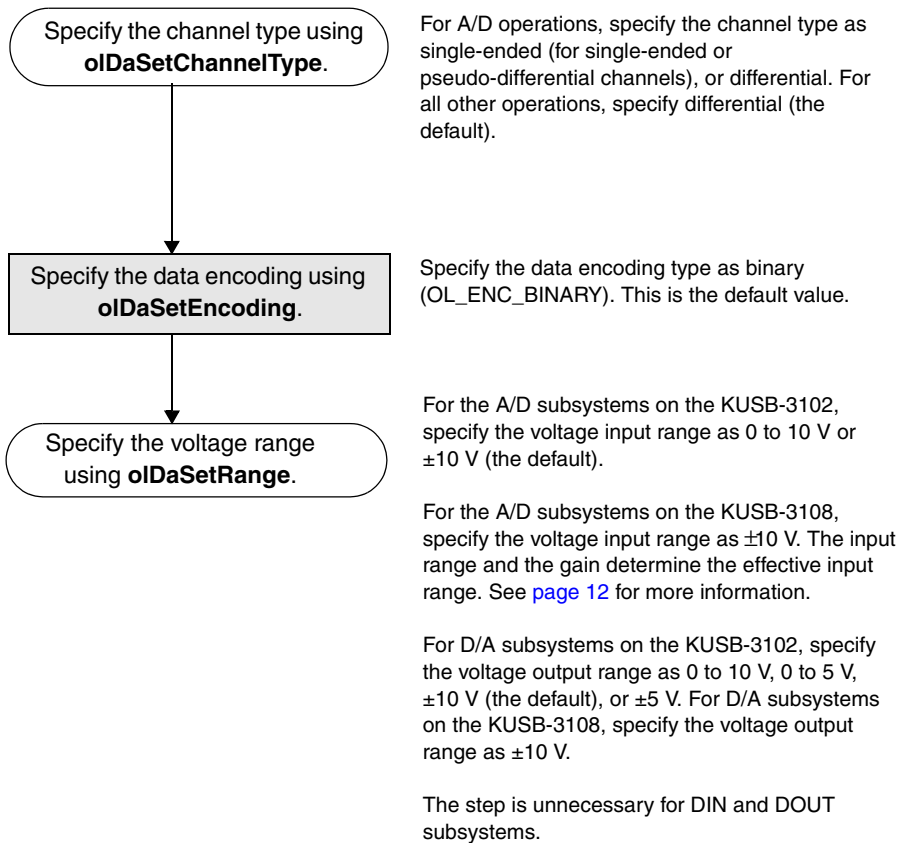 Specify the channel type using
olDaSetChannelType.
For A/D operations, specify the channel type as
single-ended (for single-ended or
pseudo-differential channels), or differential. For
all other operations, specify differential (the
default).
Specify the data encoding using
olDaSetEncoding.
Specify the data encoding type as binary
(OL_ENC_BINARY). This is the default value.
Specify the voltage range
using olDaSetRange.
For the A/D subsystems on the KUSB-3102,
specify the voltage input range as 0 to 10 V or
±10 V (the default).
For the A/D subsystems on the KUSB-3108,
specify the voltage input range as ±10 V. The input
range and the gain determine the effective input
range. See page 12 for more information.
For D/A subsystems on the KUSB-3102, specify
the voltage output range as 0 to 10 V, 0 to 5 V,
±10 V (the default), or ±5 V. For D/A subsystems
on the KUSB-3108, specify the voltage output
range as ±10 V.
The step is unnecessary for DIN and DOUT
subsystems.